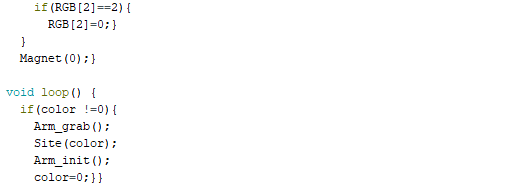 if(RGB[2]==2){
RGB[2]=0;}
}
Magnet(0);}
void loop() {
if(color !=0){
Arm_grab();
Site(color);
Arm_init();
color=0;}}